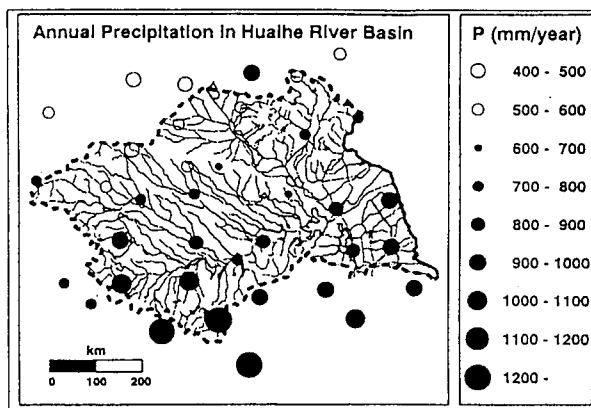 Annual Precipitation in Huaihe River Basin
km
0 100 200
P (mm/year)
400 - 500
500 - 600
600 - 700
700 - 800
800 - 900
900 - 1000
1000 - 1100
1100 - 1200
1200 -